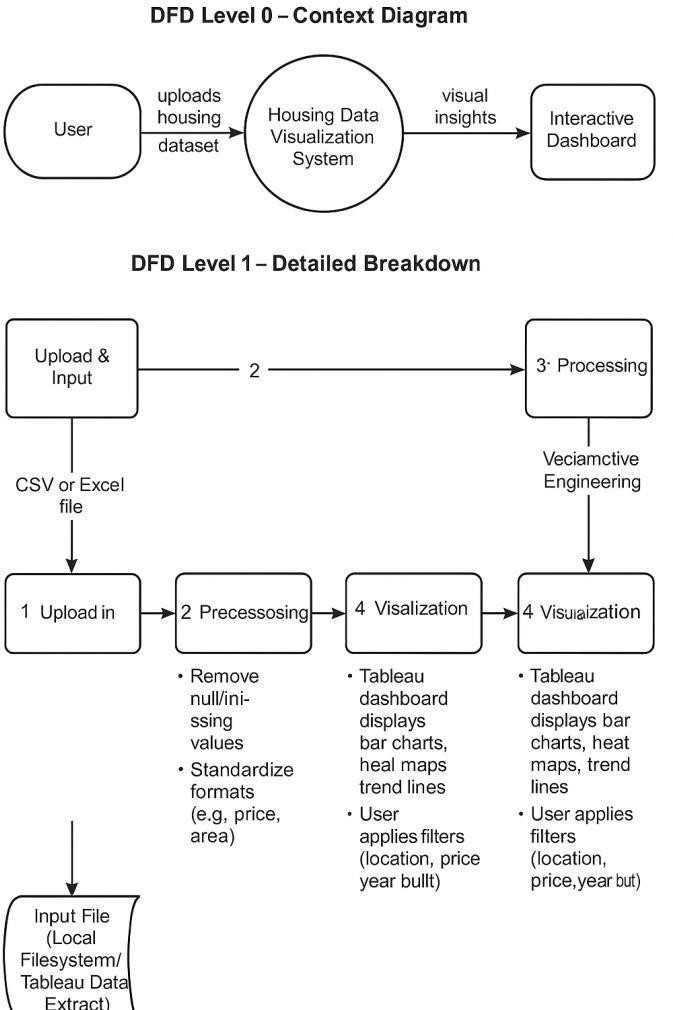 DFD Level 0 – Context Diagram
User
uploads
housing
dataset
Housing Data
Visualization
System
visual
insights
Interactive
Dashboard
DFD Level 1 – Detailed Breakdown
Upload &
Input
2
3· Processing
CSV or Excel
file
Veciamctive
Engineering
1 Upload in
2 Precessosing
4 Visalization
4 Visuiaization
• Remove
null/ini-
ssing
values
• Standardize
formats
(e.g, price,
area)
• Tableau
dashboard
displays
bar charts,
heal maps
trend lines
• User
applies filters
(location, price
year bullt)
• Tableau
dashboard
displays bar
charts, heat
maps, trend
lines
• User applies
filters
(location,
price,year but)
Input File
(Local
Filesysterm/
Tableau Data
Extract)